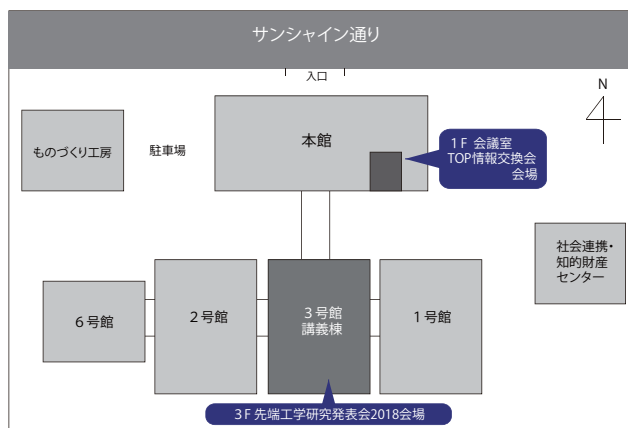 サンシャイン通り
入口
N
ものづくり工房
駐車場
本館
1F 会議室
TOP情報交換会
会場
社会連携・
知的財産
センター
6号館
2号館
3号館
講義棟
1号館
3F 先端工学研究発表会2018会場